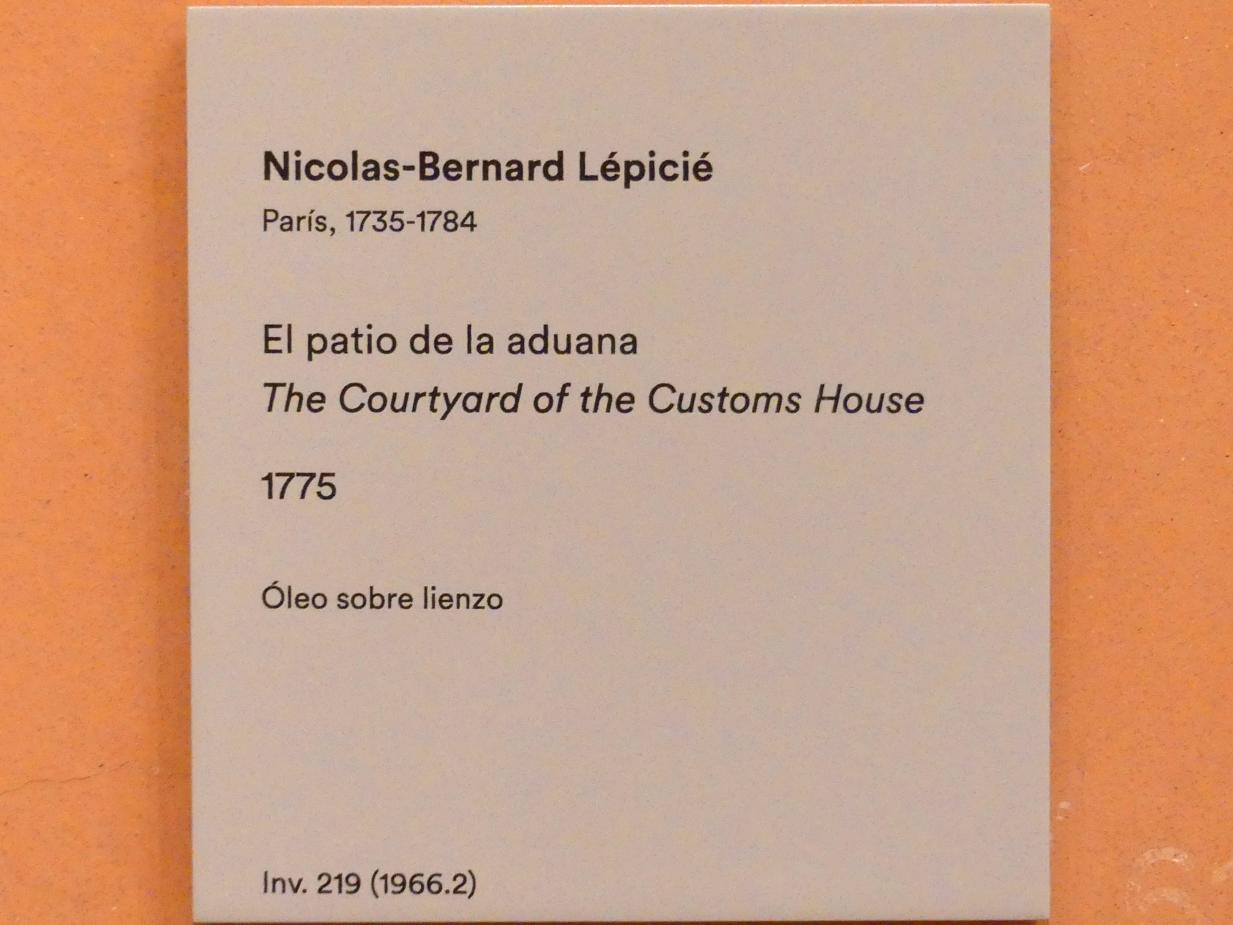 Nicolas-Bernard Lépicié
París, 1735-1784
El patio de la aduana
The Courtyard of the Customs House
1775
Óleo sobre lienzo
Inv. 219 (1966.2)